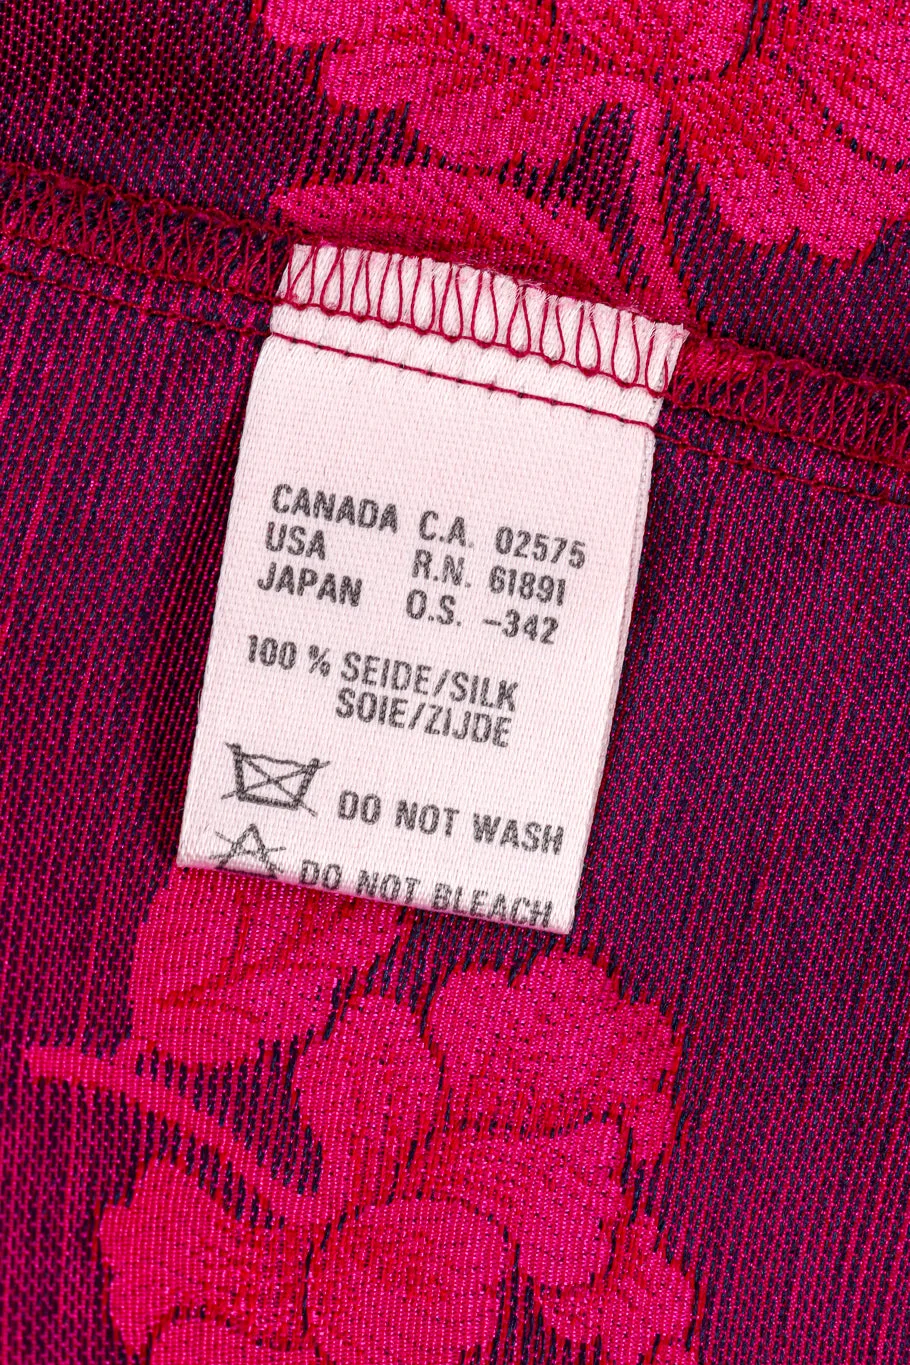 CANADA C.A. 02575
USA R.N. 61891
JAPAN O.S. –342
100 % SEIDE/SILK
SOIE/ZIJDE
DO NOT WASH
DO NOT BLEACH